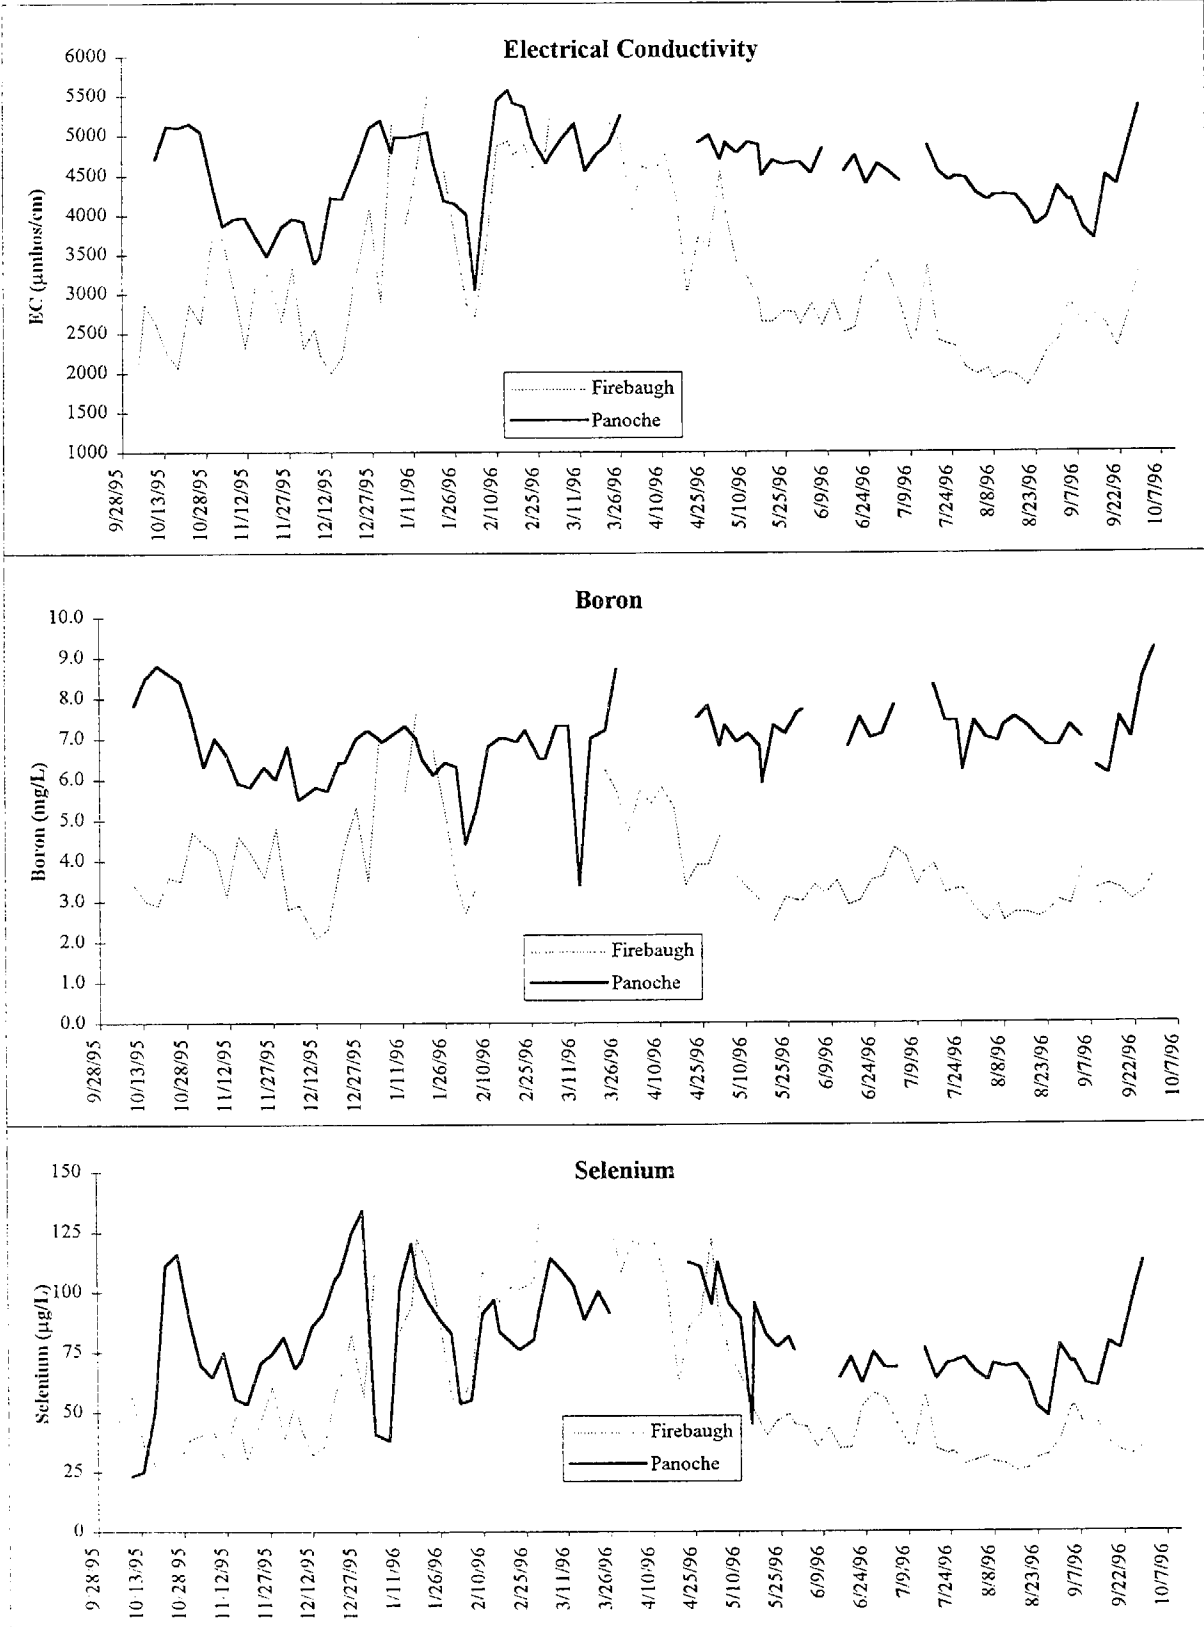 Electrical Conductivity
6000
5500
5000
4500
4000
3500
3000
2500
2000
1500
1000
EC (µmhos/cm)
Firebaugh
Panoche
9/28/95 10/13/95 10/28/95 11/12/95 11/27/95 12/12/95 12/27/95 1/11/96 1/26/96 2/10/96 2/25/96 3/11/96 3/26/96 4/10/96 4/25/96 5/10/96 5/25/96 6/9/96 6/24/96 7/9/96 7/24/96 8/8/96 8/23/96 9/7/96 9/22/96 10/7/96
Boron
10.0
9.0
8.0
7.0
6.0
5.0
4.0
3.0
2.0
1.0
0.0
Boron (mg/L)
Firebaugh
Panoche
9/28/95 10/13/95 10/28/95 11/12/95 11/27/95 12/12/95 12/27/95 1/11/96 1/26/96 2/10/96 2/25/96 3/11/96 3/26/96 4/10/96 4/25/96 5/10/96 5/25/96 6/9/96 6/24/96 7/9/96 7/24/96 8/8/96 8/23/96 9/7/96 9/22/96 10/7/96
Selenium
150
125
100
75
50
25
0
Selenium (µg/L)
Firebaugh
Panoche
9/28/95 10/13/95 10/28/95 11/12/95 11/27/95 12/12/95 12/27/95 1/11/96 1/26/96 2/10/96 2/25/96 3/11/96 3/26/96 4/10/96 4/25/96 5/10/96 5/25/96 6/9/96 6/24/96 7/9/96 7/24/96 8/8/96 8/23/96 9/7/96 9/22/96 10/7/96